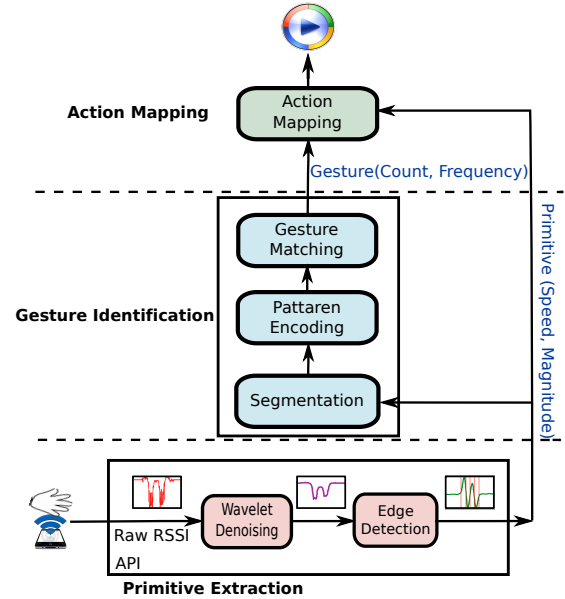 Action Mapping
Action
Mapping
Gesture(Count, Frequency)
Primitive (Speed, Magnitude)
Gesture Identification
Gesture
Matching
Pattaren
Encoding
Segmentation
Raw RSSI
API
Wavelet
Denoising
Edge
Detection
Primitive Extraction